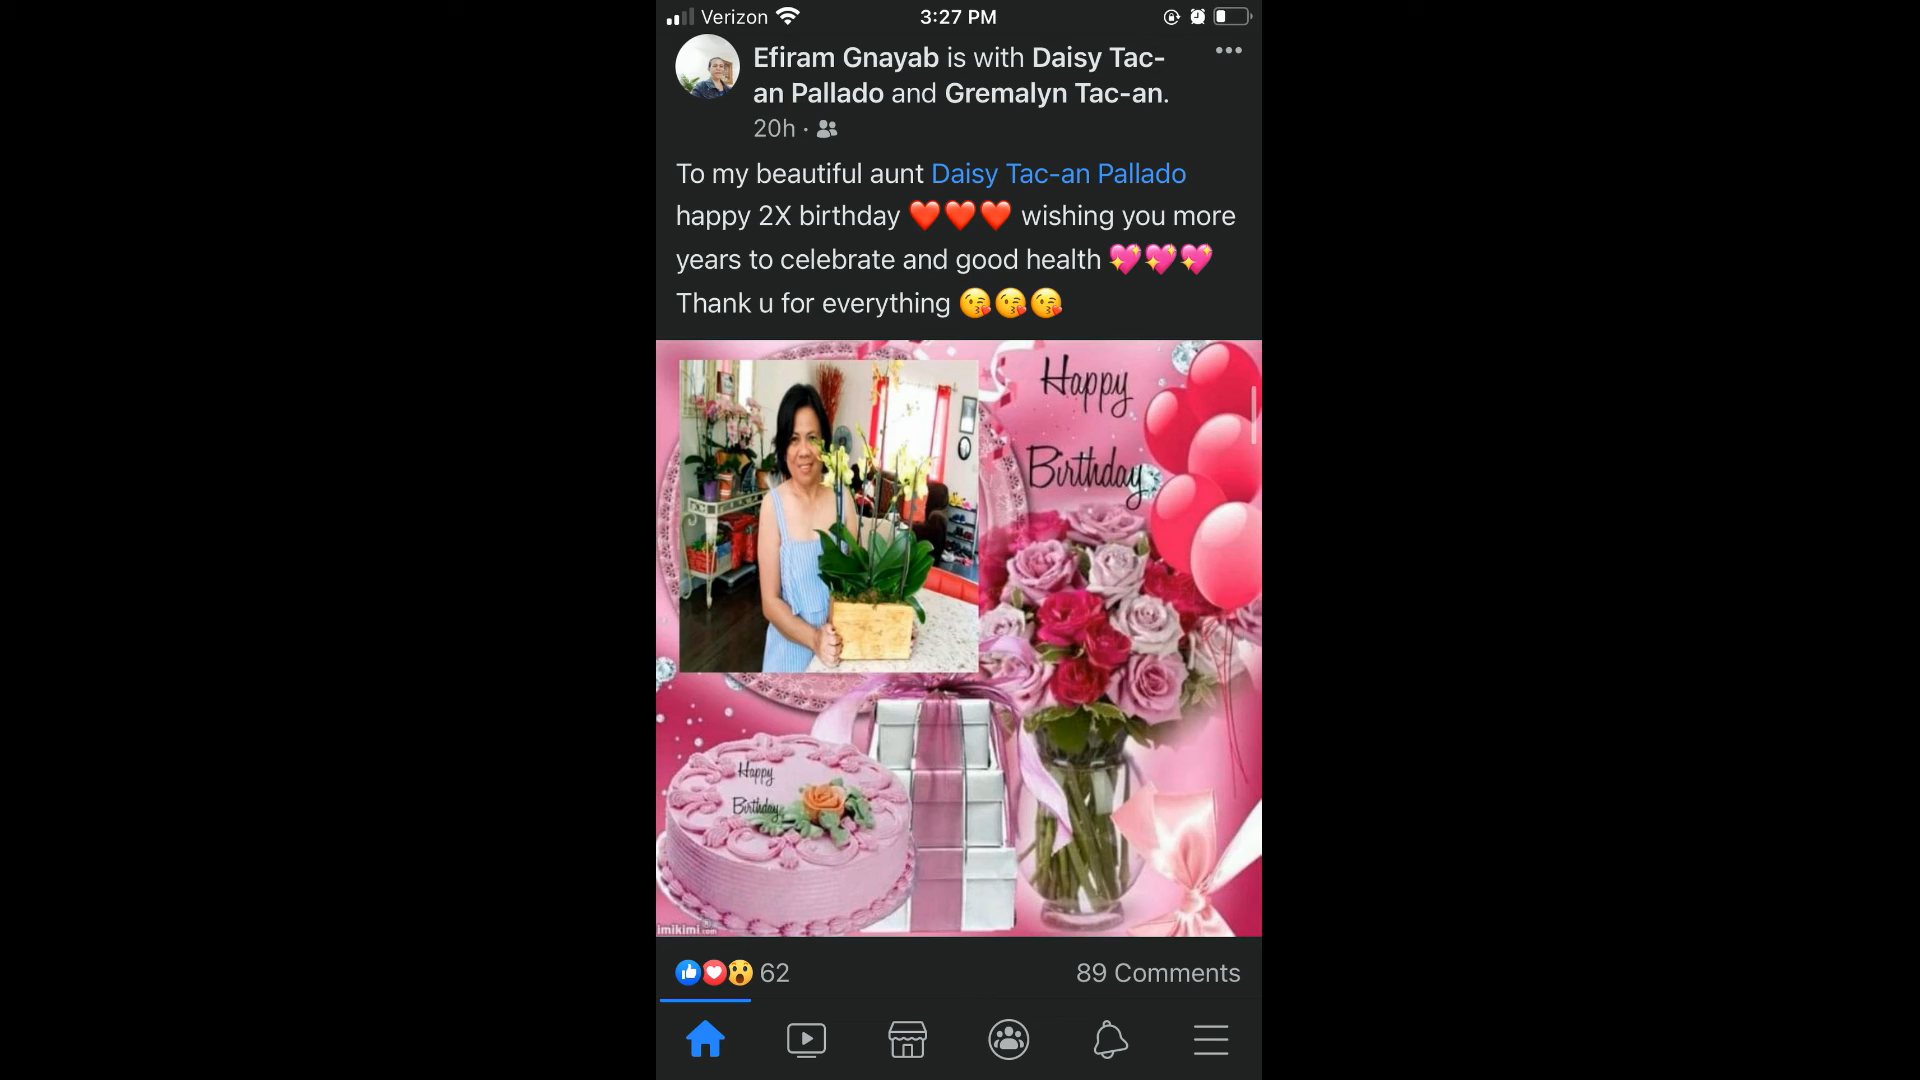 Verizon 3:27 PM
Efiram Gnayab is with Daisy Tac-
an Pallado and Gremalyn Tac-an.
20h ·
To my beautiful aunt Daisy Tac-an Pallado
happy 2X birthday ❤️❤️❤️ wishing you more
years to celebrate and good health 💖💖💖
Thank u for everything 😘😘😘
Happy
Birthday
Happy
Birthday
imikimi.com
62 89 Comments